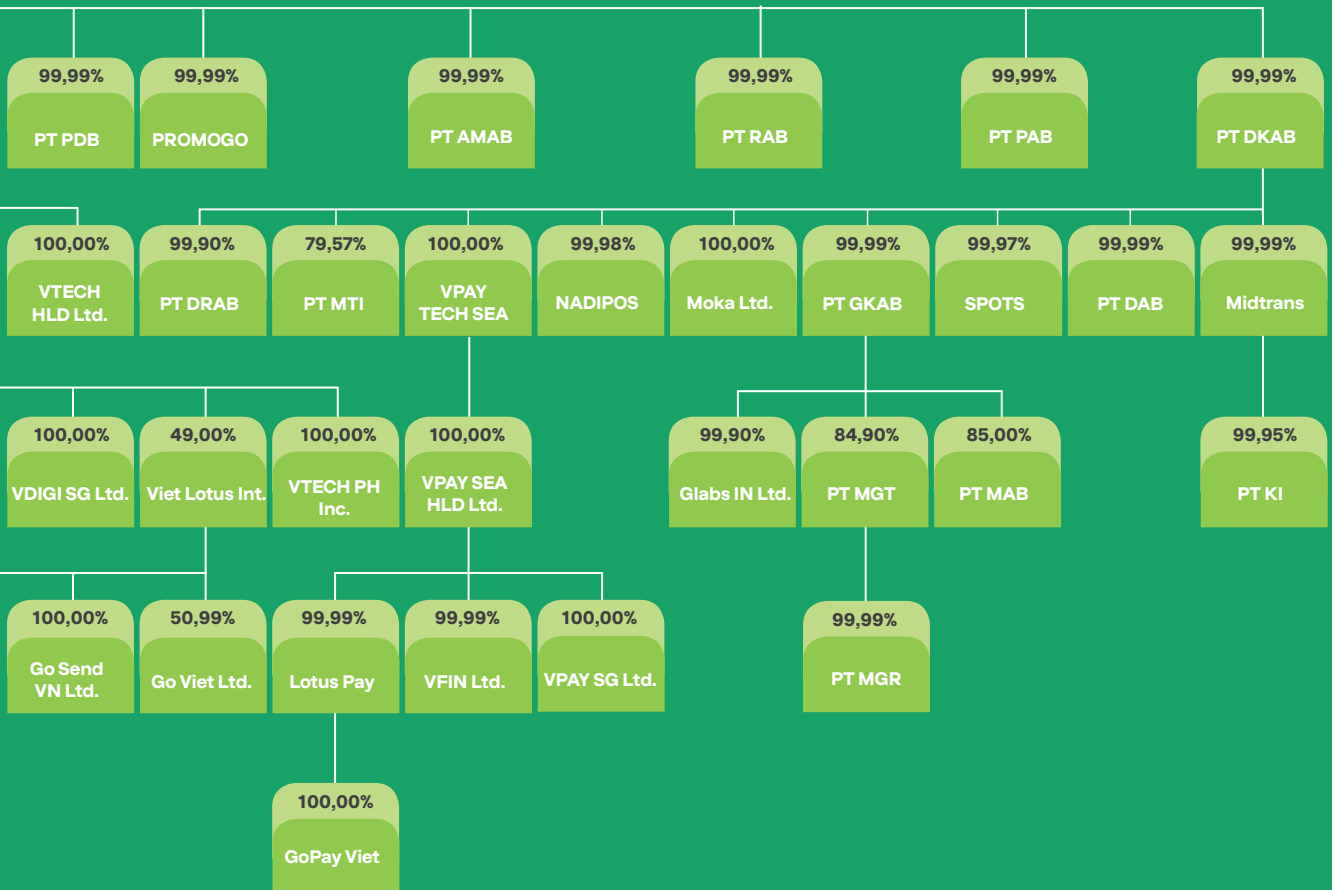 99,99%
PT PDB
99,99%
PROMOGO
99,99%
PT AMAB
99,99%
PT RAB
99,99%
PT PAB
99,99%
PT DKAB
100,00%
VTECH
HLD Ltd.
99,90%
PT DRAB
79,57%
PT MTI
100,00%
VPAY
TECH SEA
99,98%
NADIPOS
100,00%
Moka Ltd.
99,99%
PT GKAB
99,97%
SPOTS
99,99%
PT DAB
99,99%
Midtrans
100,00%
VDIGI SG Ltd.
49,00%
Viet Lotus Int.
100,00%
VTECH PH
Inc.
100,00%
VPAY SEA
HLD Ltd.
99,90%
Glabs IN Ltd.
84,90%
PT MGT
85,00%
PT MAB
99,95%
PT KI
100,00%
Go Send
VN Ltd.
50,99%
Go Viet Ltd.
99,99%
Lotus Pay
99,99%
VFIN Ltd.
100,00%
VPAY SG Ltd.
99,99%
PT MGR
100,00%
GoPay Viet